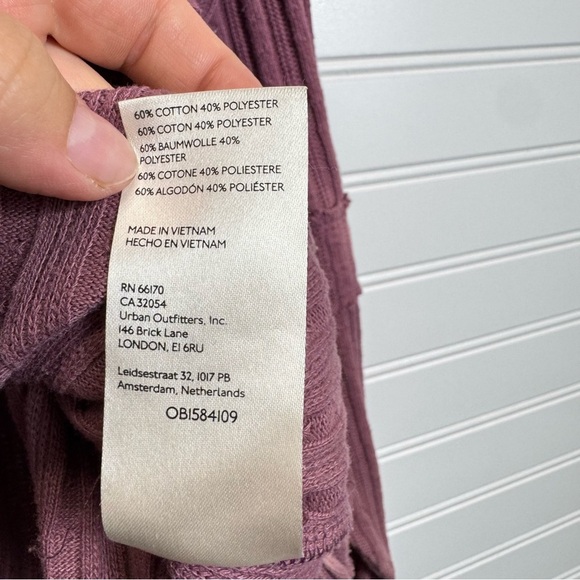 60% COTTON 40% POLYESTER
60% COTON 40% POLYESTER
60% BAUMWOLLE 40%
POLYESTER
60% COTONE 40% POLIESTERE
60% ALGODÓN 40% POLIÉSTER
MADE IN VIETNAM
HECHO EN VIETNAM
RN 66170
CA 32054
Urban Outfitters, Inc.
146 Brick Lane
LONDON, E1 6RU
Leidsestraat 32, 1017 PB
Amsterdam, Netherlands
OB1584109